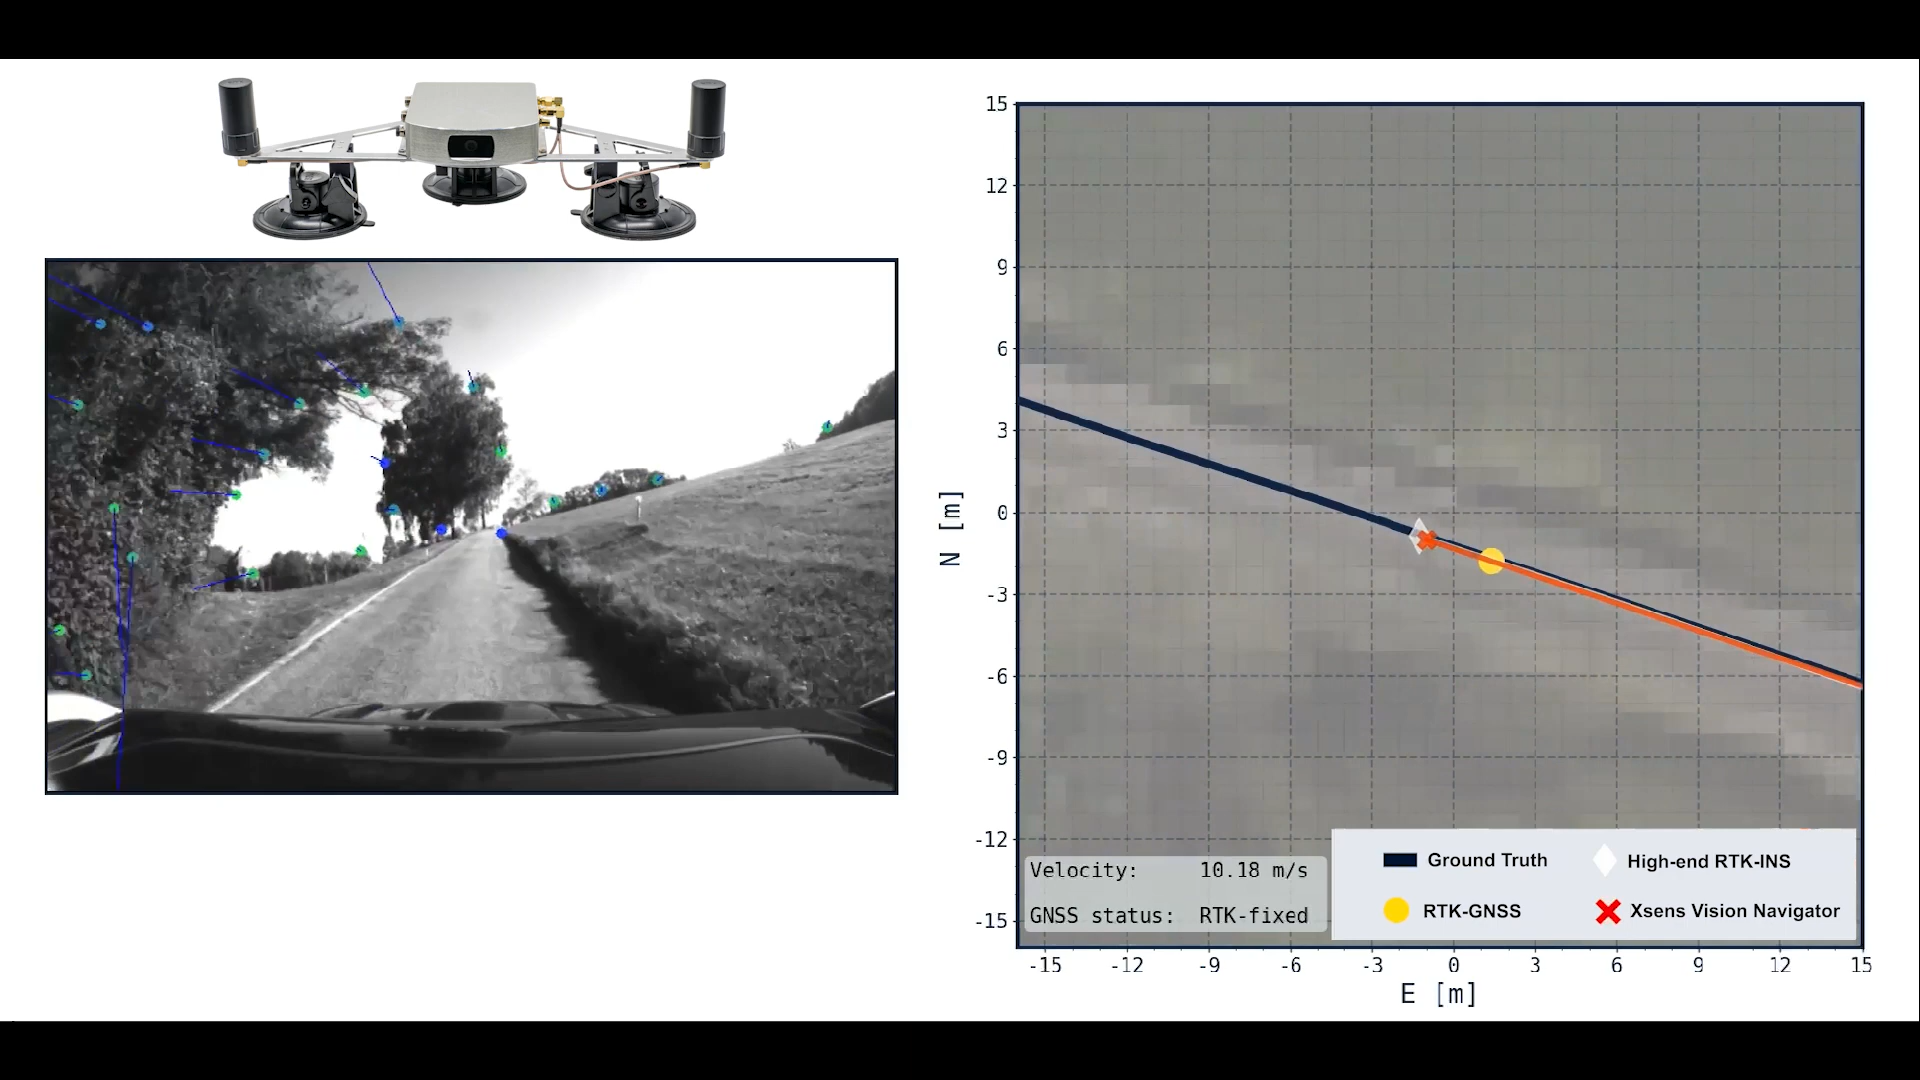 15
12
9
6
3
0
-3
-6
-9
-12
-15
N [m]
Velocity: 10.18 m/s
GNSS status: RTK-fixed
Ground Truth
High-end RTK-INS
RTK-GNSS
Xsens Vision Navigator
-15 -12 -9 -6 -3 0 3 6 9 12 15
E [m]